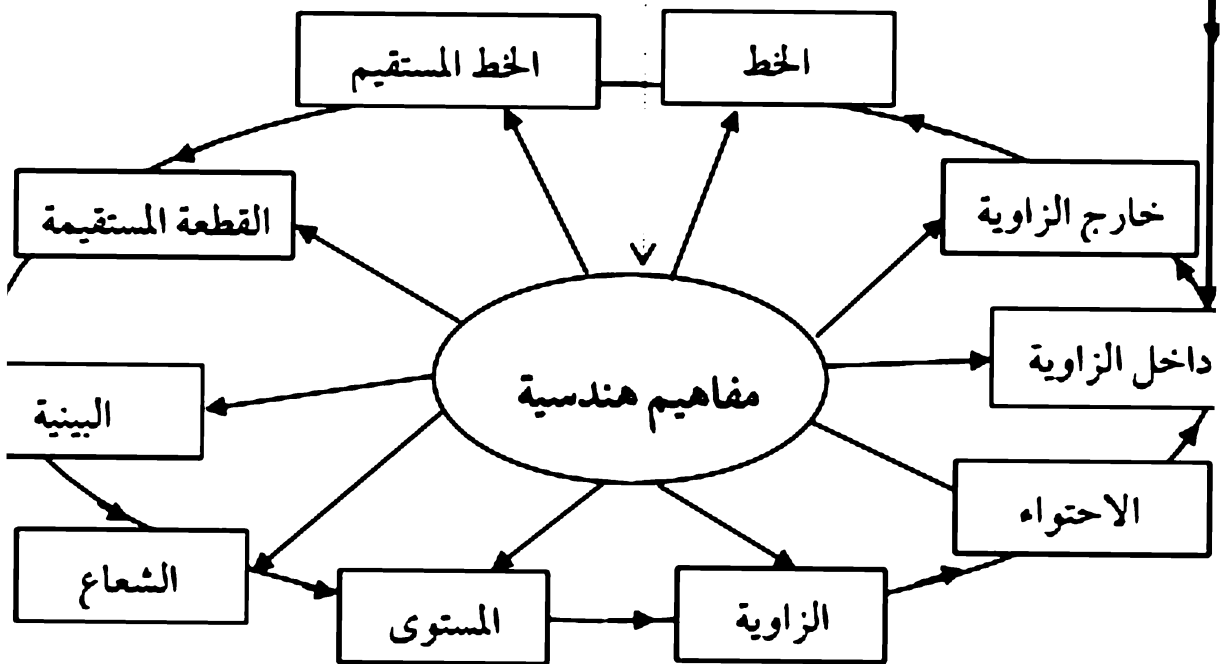 الخط
الخط المستقيم
خارج الزاوية
القطعة المستقيمة
داخل الزاوية
مفاهيم هندسية
البينية
الاحتواء
الشعاع
الزاوية
المستوى